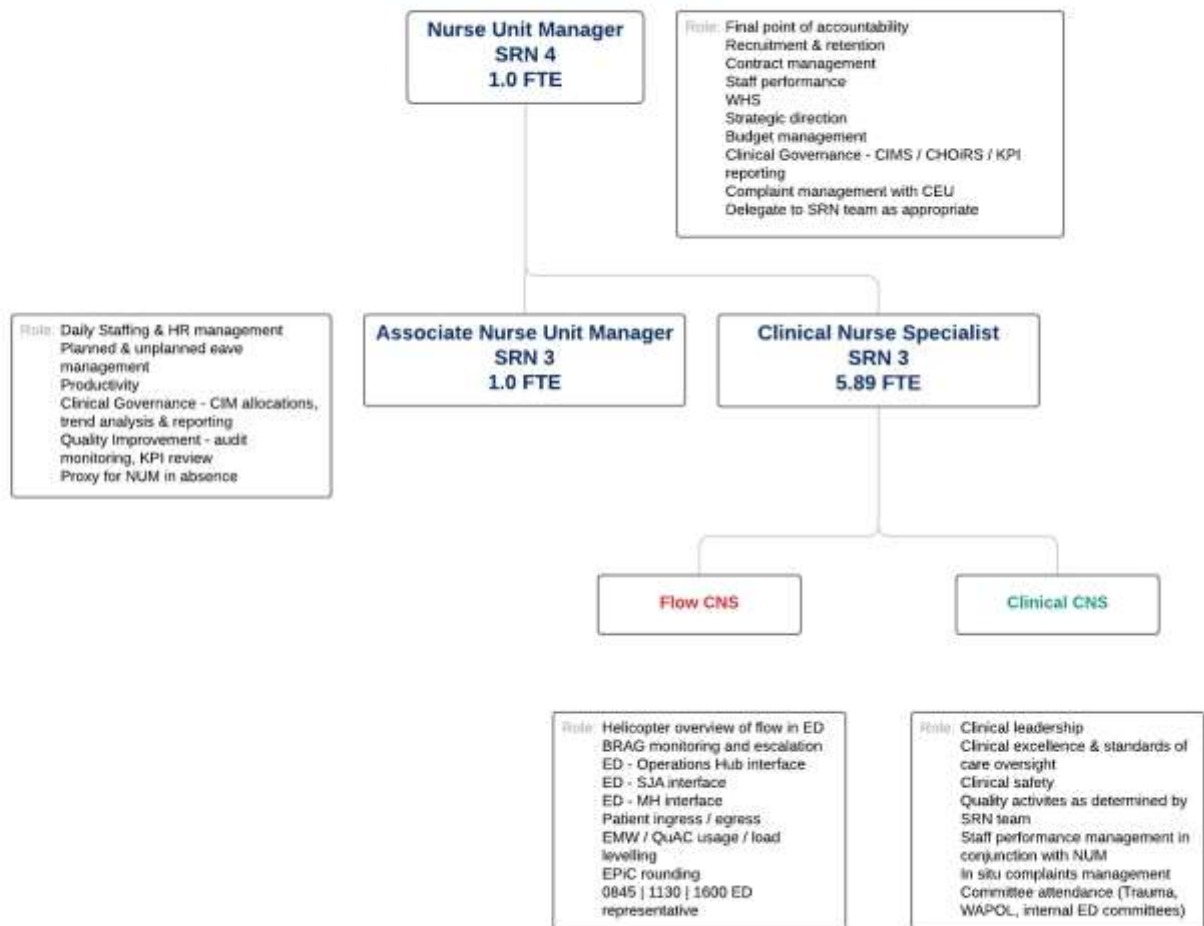 Nurse Unit Manager
SRN 4
1.0 FTE
Role: Final point of accountability
Recruitment & retention
Contract management
Staff performance
WHS
Strategic direction
Budget management
Clinical Governance - CIMS / CHOiRS / KPI
reporting
Complaint management with CEU
Delegate to SRN team as appropriate
Role: Daily Staffing & HR management
Planned & unplanned eave
management
Productivity
Clinical Governance - CIM allocations,
trend analysis & reporting
Quality Improvement - audit
monitoring, KPI review
Proxy for NUM in absence
Associate Nurse Unit Manager
SRN 3
1.0 FTE
Clinical Nurse Specialist
SRN 3
5.89 FTE
Flow CNS
Clinical CNS
Role: Helicopter overview of flow in ED
BRAG monitoring and escalation
ED - Operations Hub interface
ED - SJA interface
ED - MH interface
Patient ingress / egress
EMW / QuAC usage / load
levelling
EPiC rounding
0845 | 1130 | 1600 ED
representative
Role: Clinical leadership
Clinical excellence & standards of
care oversight
Clinical safety
Quality activites as determined by
SRN team
Staff performance management in
conjunction with NUM
In situ complaints management
Committee attendance (Trauma,
WAPOL, internal ED committees)